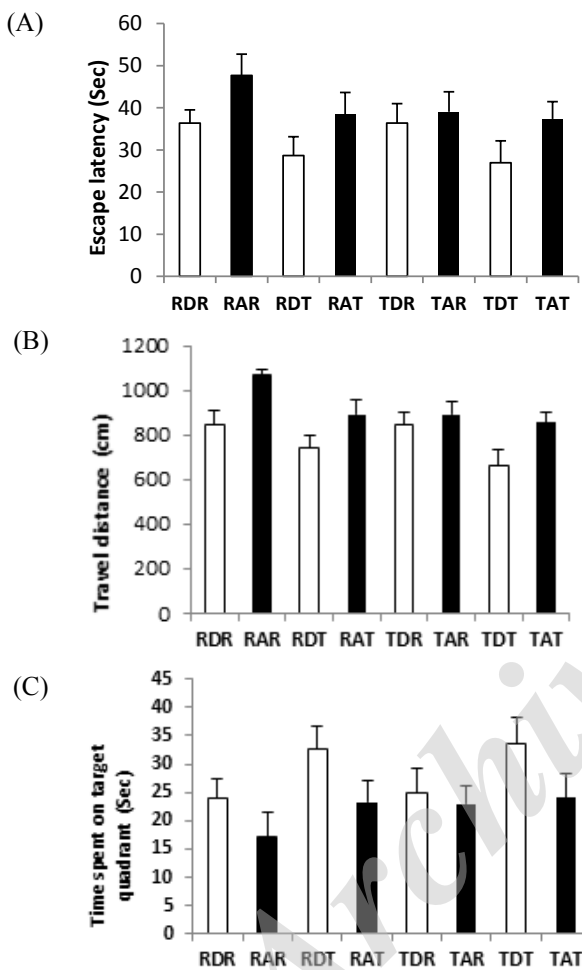 (A)
Escape latency (Sec)
60
50
40
30
20
10
0
RDR RAR RDT RAT TDR TAR TDT TAT
(B)
Travel distance (cm)
1200
1000
800
600
400
200
0
RDR RAR RDT RAT TDR TAR TDT TAT
(C)
Time spent on target
quadrant (Sec)
45
40
35
30
25
20
15
10
5
0
RDR RAR RDT RAT TDR TAR TDT TAT
Archiv